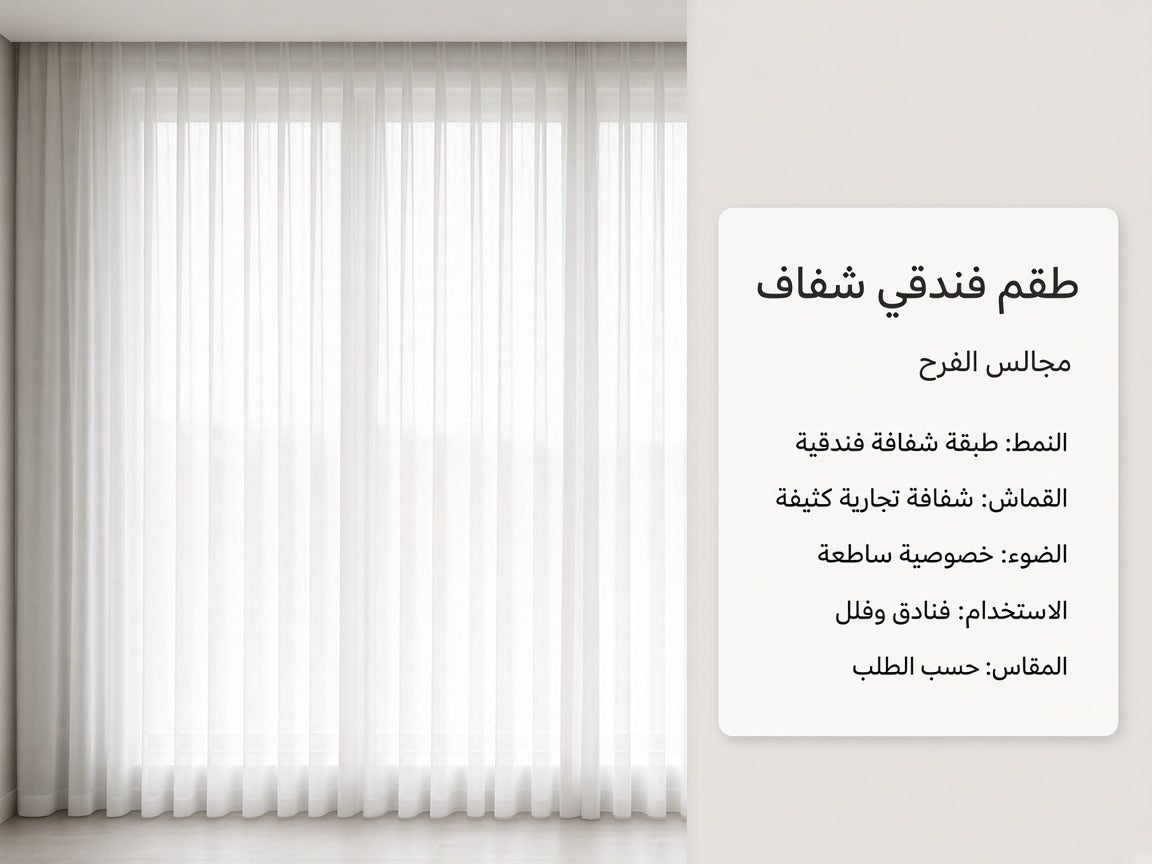 طقم فندقي شفاف
مجالس الفرح
النمط: طبقة شفافة فندقية
القماش: شفافة تجارية كثيفة
الضوء: خصوصية ساطعة
الاستخدام: فنادق وفلل
المقاس: حسب الطلب